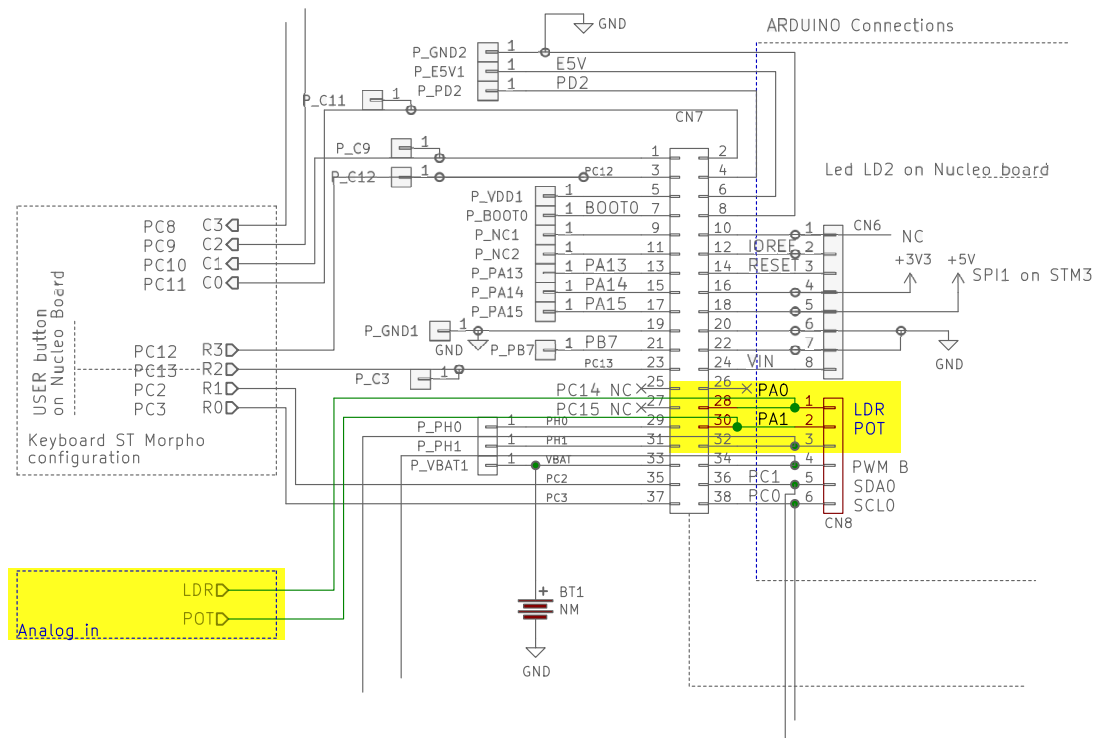 ARDUINO Connections
GND
P_GND2 1
P_E5V1 1 E5V
P_PD2 1 PD2
P_C11 1
CN7
P_C9 1
1 2
P_C12 1 PC12 3 4
Led LD2 on Nucleo board
P_VDD1 1 5 6
P_BOOT0 1 BOOT0 7 8
P_NC1 1 9 10
P_NC2 1 11 12 IOREF
P_PA13 1 PA13 13 14 RESET
P_PA14 1 PA14 15 16
P_PA15 1 PA15 17 18
P_GND1 1 19 20
GND
P_PB7 1 PB7 21 22
PC13 23 24 VIN
P_C3 1
PC14 NC 25 26 PA0
PC15 NC 27 28
P_PH0 1 PH0 29 30 PA1
P_PH1 1 PH1 31 32
P_VBAT1 1 VBAT 33 34
PC2 35 36 PC1
PC3 37 38 PC0
CN6
1 NC
2
3
4
5
6
7
8
+3V3 +5V
SPI1 on STM3
GND
1 LDR
2 POT
3
4 PWM B
5 SDA0
6 SCL0
CN8
PC8 C3
PC9 C2
PC10 C1
PC11 C0
PC12 R3
PC13 R2
PC2 R1
PC3 R0
USER button
on Nucleo Board
Keyboard ST Morpho
configuration
LDR
POT
Analog in
+ BT1
NM
GND